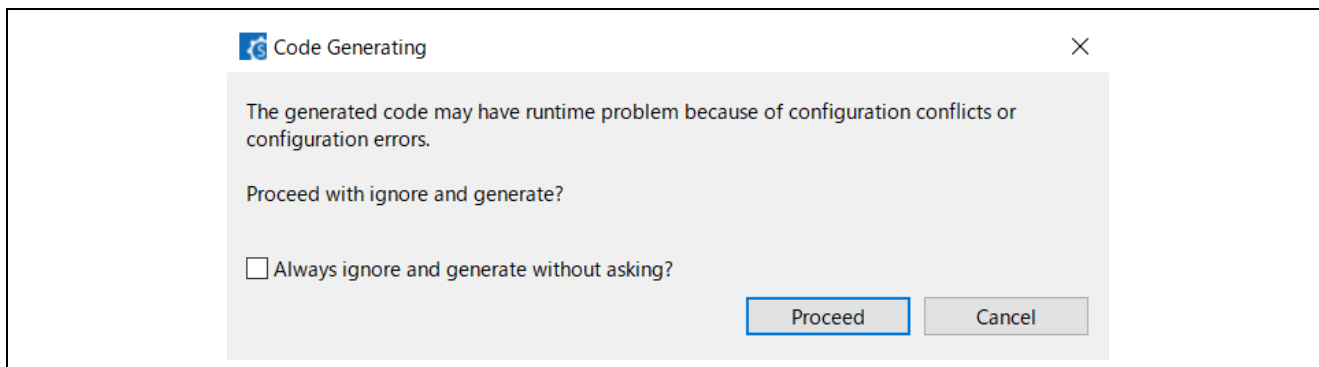 Code Generating
The generated code may have runtime problem because of configuration conflicts or
configuration errors.
Proceed with ignore and generate?
Always ignore and generate without asking?
Proceed Cancel